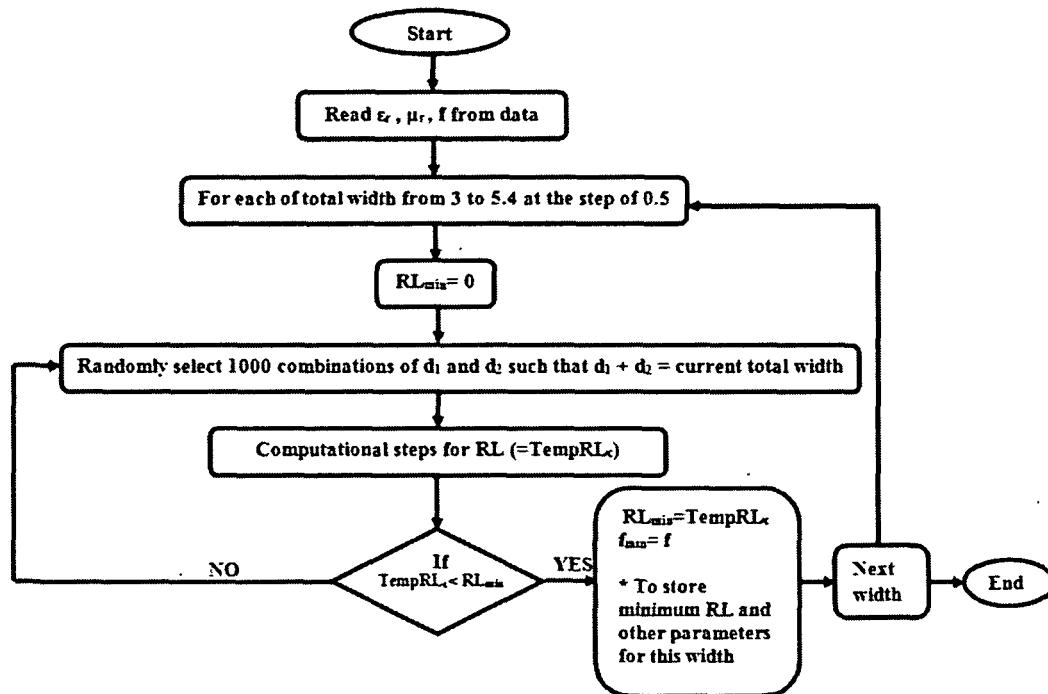 Start
Read εᵣ , μᵣ , f from data
For each of total width from 3 to 5.4 at the step of 0.5
RLₘᵢₙ= 0
Randomly select 1000 combinations of d₁ and d₂ such that d₁ + d₂ = current total width
Computational steps for RL (=TempRL꜀)
If
TempRL꜀< RLₘᵢₙ
NO
YES
RLₘᵢₙ=TempRL꜀
fₘᵢₙ= f
* To store
minimum RL and
other parameters
for this width
Next
width
End